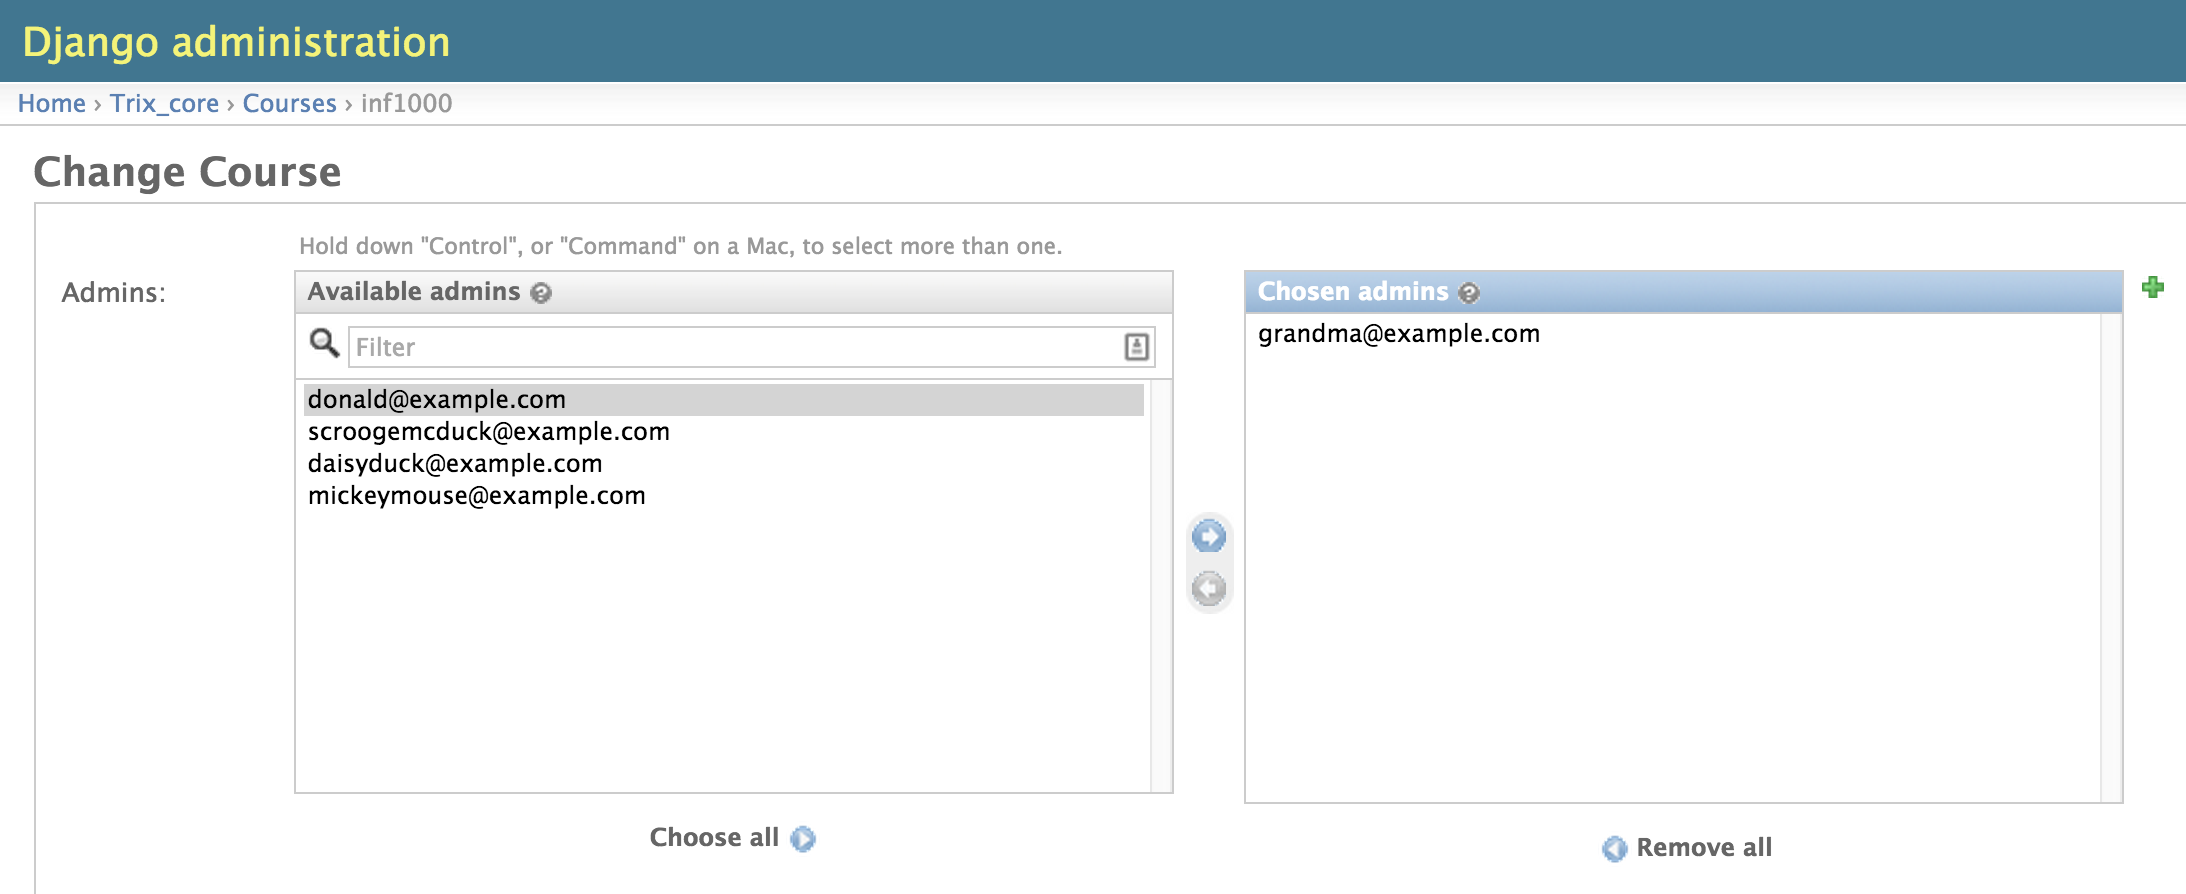 Django administration
Home › Trix_core › Courses › inf1000
Change Course
Hold down "Control", or "Command" on a Mac, to select more than one.
Admins:
Available admins ?
Filter
donald@example.com
scroogemcduck@example.com
daisyduck@example.com
mickeymouse@example.com
Choose all
Chosen admins ?
grandma@example.com
Remove all